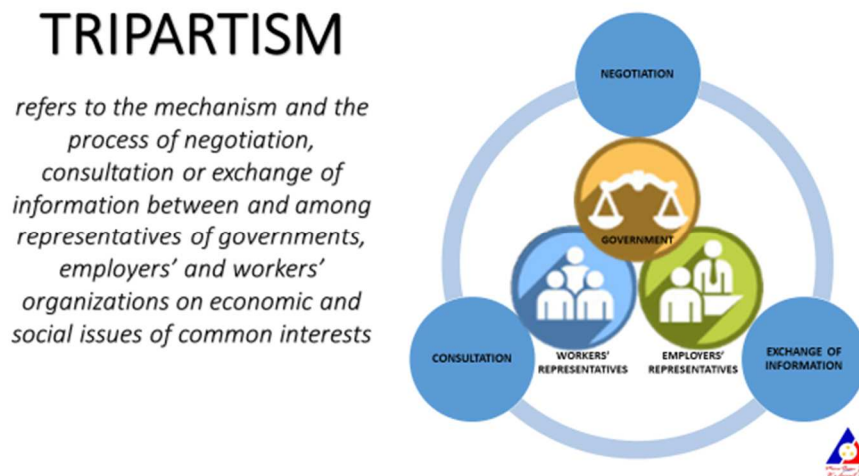 TRIPARTISM
refers to the mechanism and the
process of negotiation,
consultation or exchange of
information between and among
representatives of governments,
employers’ and workers’
organizations on economic and
social issues of common interests
NEGOTIATION
GOVERNMENT
CONSULTATION
WORKERS’
REPRESENTATIVES
EMPLOYERS’
REPRESENTATIVES
EXCHANGE OF
INFORMATION